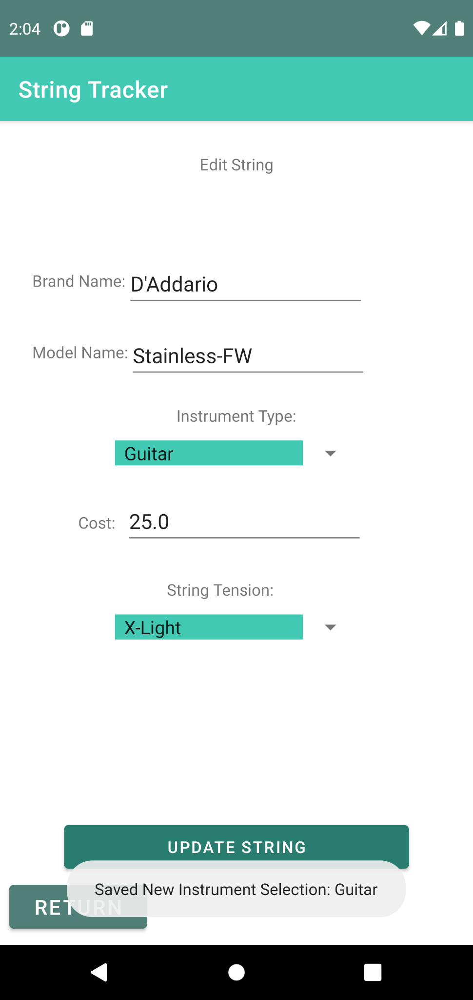 2:04
String Tracker
Edit String
Brand Name: D'Addario
Model Name: Stainless-FW
Instrument Type:
Guitar
Cost: 25.0
String Tension:
X-Light
UPDATE STRING
Saved New Instrument Selection: Guitar
RETURN